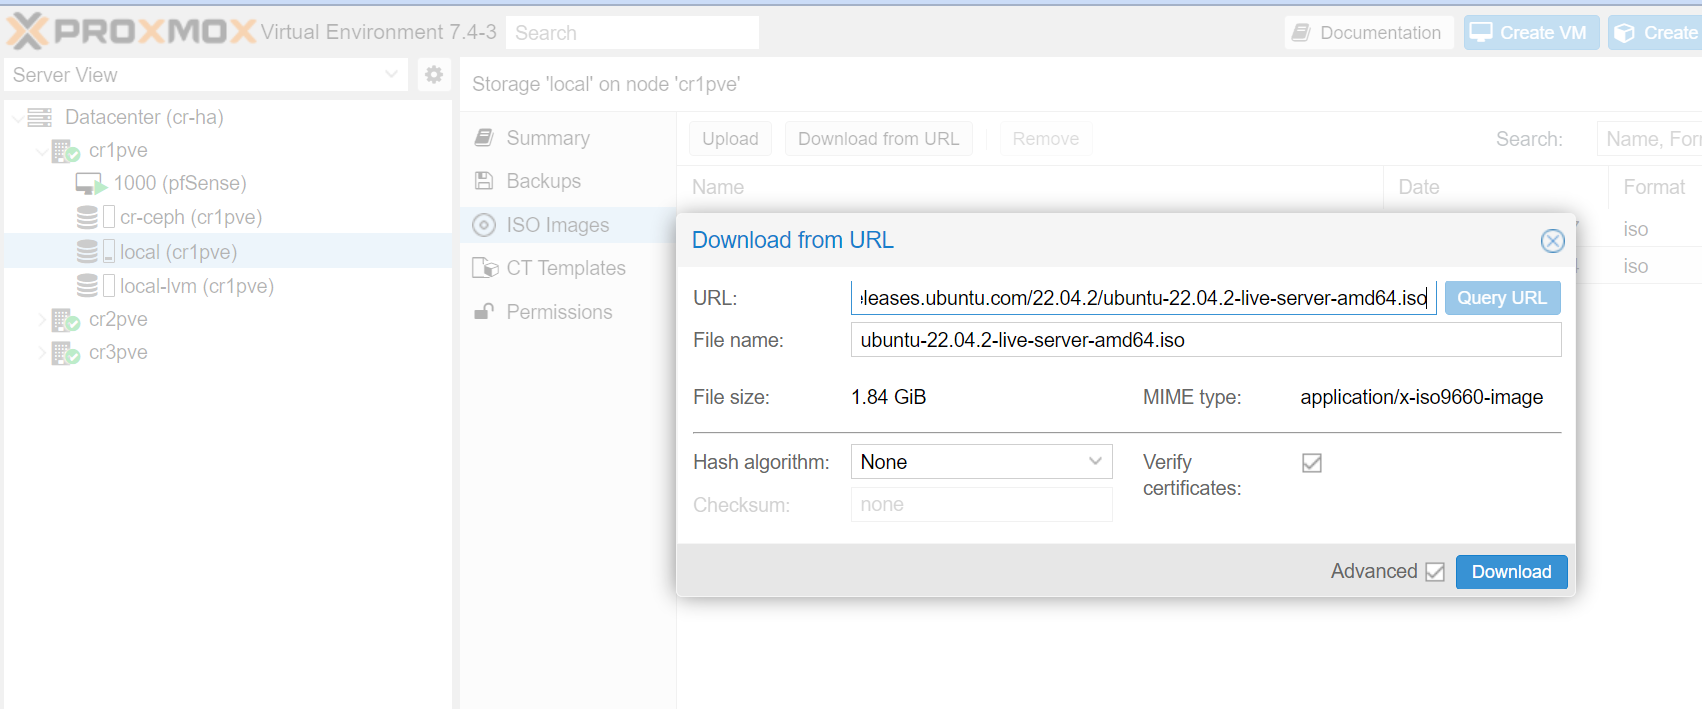 PROXMOX Virtual Environment 7.4-3 Search Documentation Create VM Create
Server View
Storage 'local' on node 'cr1pve'
Datacenter (cr-ha)
cr1pve
1000 (pfSense)
cr-ceph (cr1pve)
local (cr1pve)
local-lvm (cr1pve)
cr2pve
cr3pve
Summary
Backups
ISO Images
CT Templates
Permissions
Upload Download from URL Remove Search: Name, For
Name Date Format
iso
iso
Download from URL
URL: eleases.ubuntu.com/22.04.2/ubuntu-22.04.2-live-server-amd64.iso Query URL
File name: ubuntu-22.04.2-live-server-amd64.iso
File size: 1.84 GiB MIME type: application/x-iso9660-image
Hash algorithm: None Verify
certificates:
Checksum: none
Advanced Download